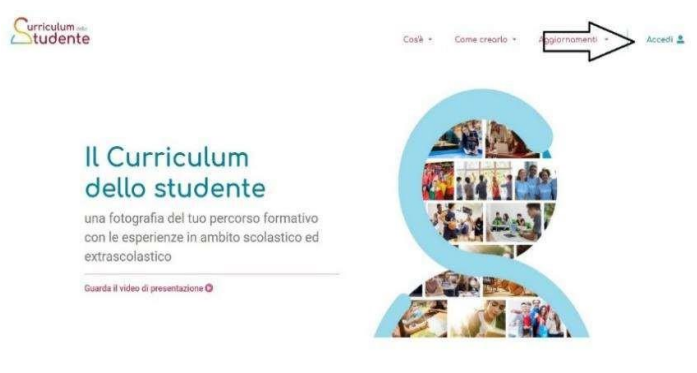 Curriculum dello
Studente
Cos'è
Come crearlo
Aggiornamenti
Accedi
Il Curriculum
dello studente
una fotografia del tuo percorso formativo
con le esperienze in ambito scolastico ed
extrascolastico
Guarda il video di presentazione